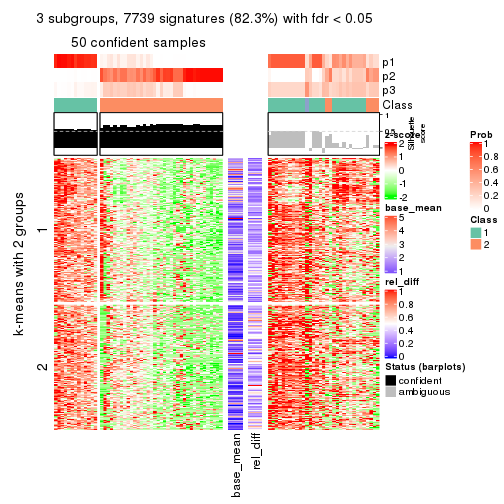 3 subgroups, 7739 signatures (82.3%) with fdr < 0.05
50 confident samples
p1
p2
p3
Class
1
0.5
Silhouette
score
k-means with 2 groups
1
2
base_mean
rel_diff
z-score
2
1
0
-1
-2
base_mean
5
4
3
2
1
rel_diff
1
0.8
0.6
0.4
0.2
0
Status (barplots)
confident
ambiguous
Prob
1
0.8
0.6
0.4
0.2
0
Class
1
2